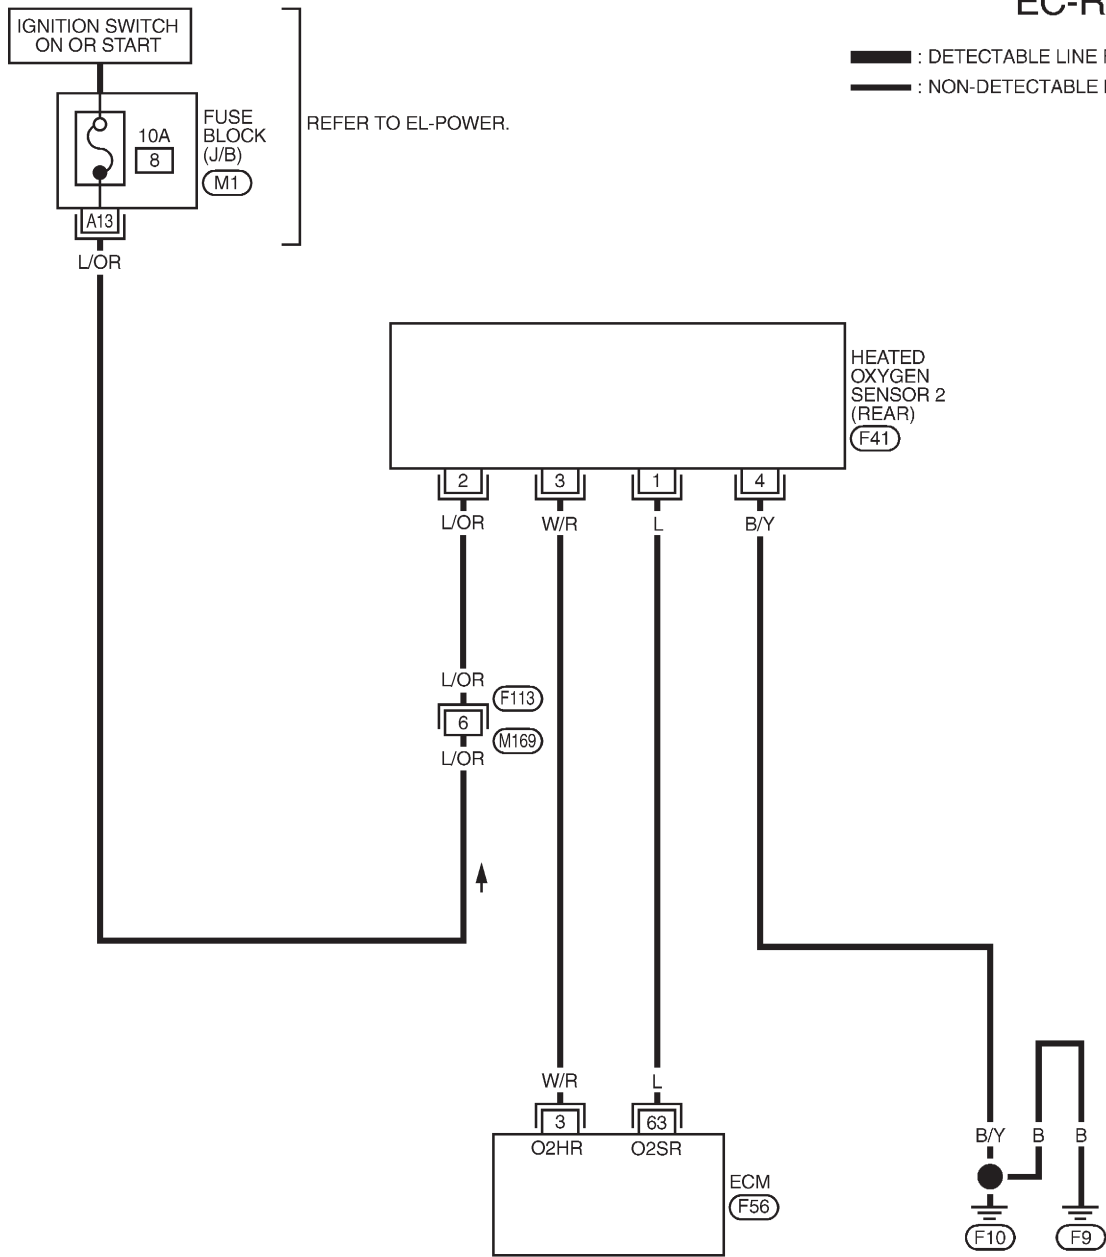 EC-R
IGNITION SWITCH
ON OR START
: DETECTABLE LINE
: NON-DETECTABLE
FUSE
BLOCK
(J/B)
M1
10A
8
REFER TO EL-POWER.
A13
L/OR
HEATED
OXYGEN
SENSOR 2
(REAR)
F41
2 3 1 4
L/OR W/R L B/Y
L/OR
F113
6
M169
L/OR
W/R L
3 63
O2HR O2SR
ECM
F56
B/Y B B
F10 F9